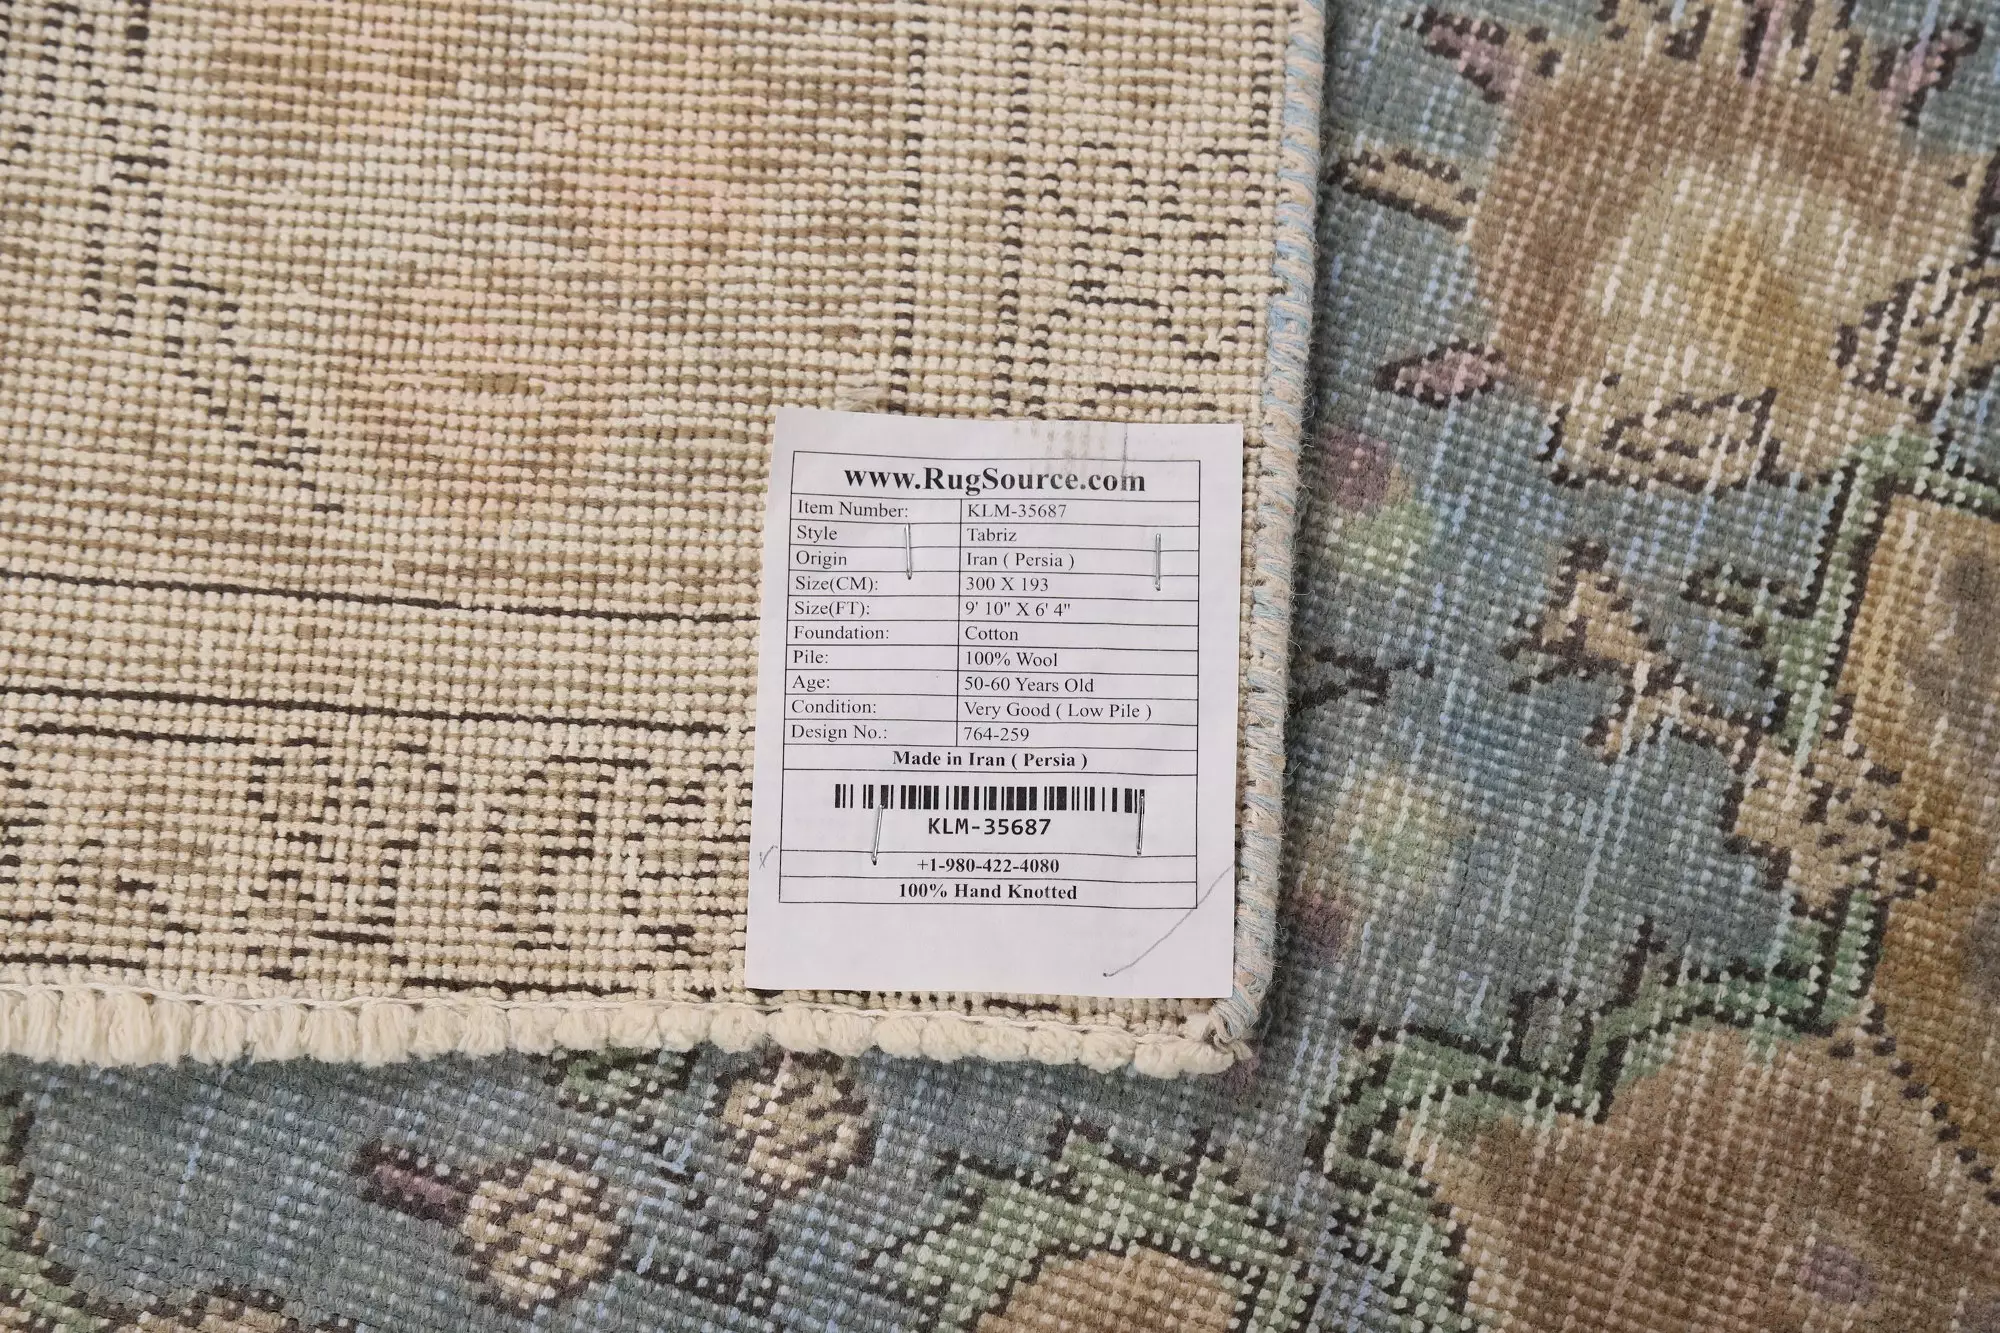 www.RugSource.com
Item Number: KLM-35687
Style Tabriz
Origin Iran ( Persia )
Size(CM): 300 X 193
Size(FT): 9' 10" X 6' 4"
Foundation: Cotton
Pile: 100% Wool
Age: 50-60 Years Old
Condition: Very Good ( Low Pile )
Design No.: 764-259
Made in Iran ( Persia )
KLM-35687
+1-980-422-4080
100% Hand Knotted